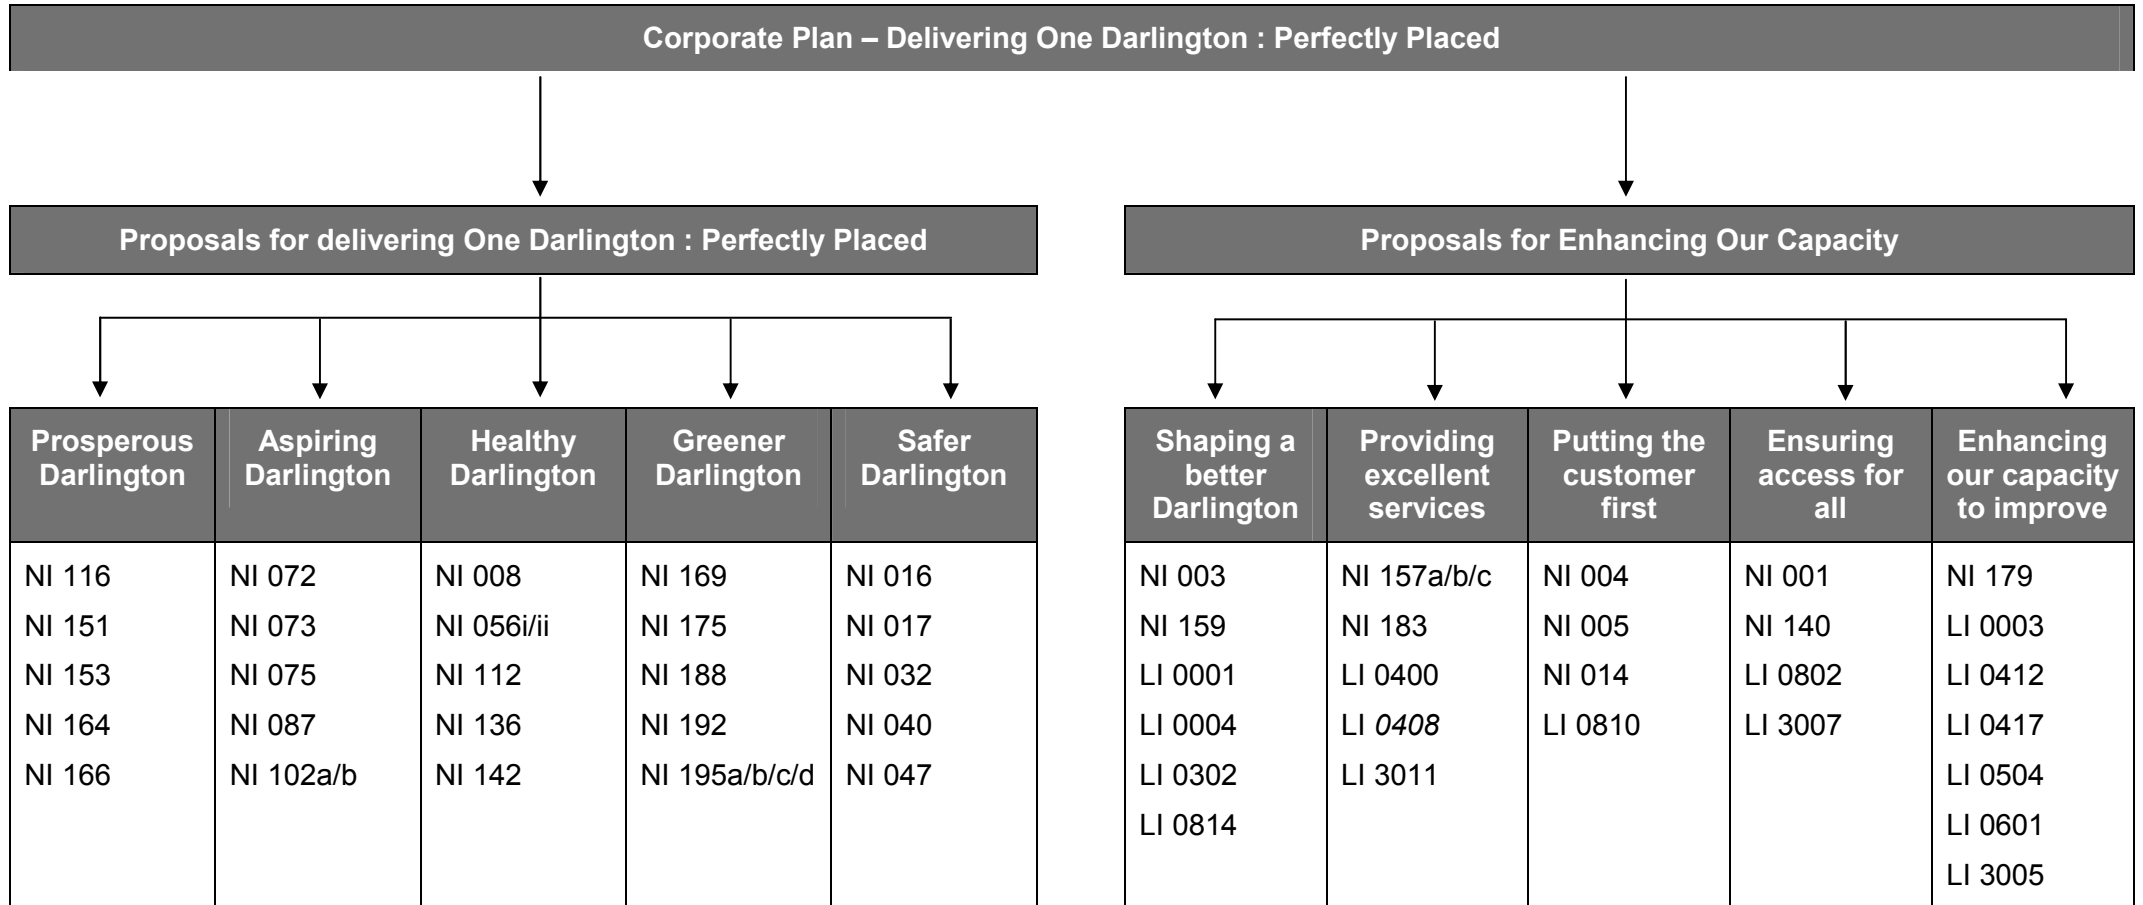 Corporate Plan – Delivering One Darlington : Perfectly Placed
Proposals for delivering One Darlington : Perfectly Placed
Prosperous
Darlington
Aspiring
Darlington
Healthy
Darlington
Greener
Darlington
Safer
Darlington
NI 116
NI 151
NI 153
NI 164
NI 166
NI 072
NI 073
NI 075
NI 087
NI 102a/b
NI 008
NI 056i/ii
NI 112
NI 136
NI 142
NI 169
NI 175
NI 188
NI 192
NI 195a/b/c/d
NI 016
NI 017
NI 032
NI 040
NI 047
Proposals for Enhancing Our Capacity
Shaping a
better
Darlington
Providing
excellent
services
Putting the
customer
first
Ensuring
access for
all
Enhancing
our capacity
to improve
NI 003
NI 159
LI 0001
LI 0004
LI 0302
LI 0814
NI 157a/b/c
NI 183
LI 0400
LI 0408
LI 3011
NI 004
NI 005
NI 014
LI 0810
NI 001
NI 140
LI 0802
LI 3007
NI 179
LI 0003
LI 0412
LI 0417
LI 0504
LI 0601
LI 3005